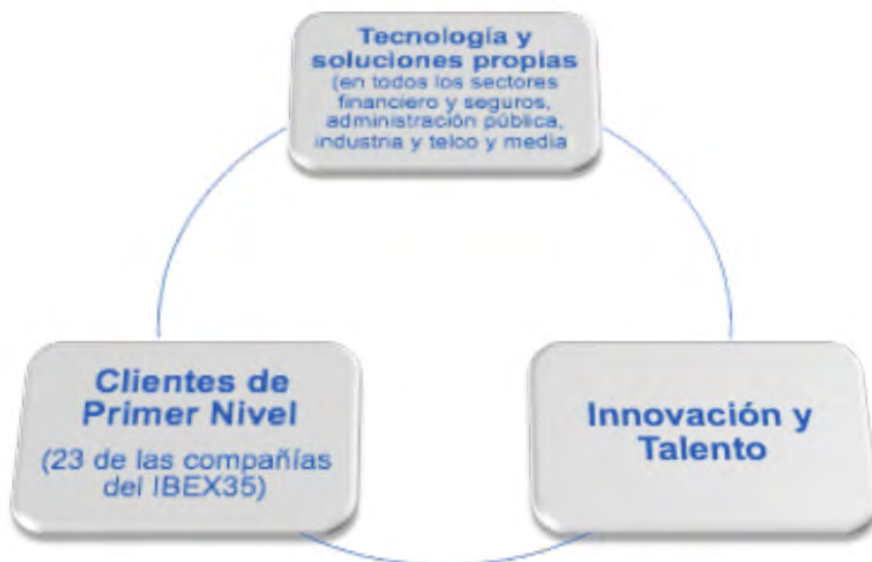 Tecnología y
soluciones propias
(en todos los sectores
financiero y seguros,
administración pública,
industria y telco y media
Clientes de
Primer Nivel
(23 de las compañías
del IBEX35)
Innovación y
Talento